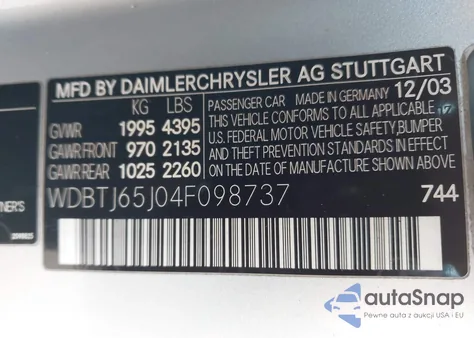 MFD BY DAIMLERCHRYSLER AG STUTTGART
KG LBS
GVWR 1995 4395
GAWR FRONT 970 2135
GAWR REAR 1025 2260
PASSENGER CAR MADE IN GERMANY 12/03
THIS VEHICLE CONFORMS TO ALL APPLICABLE
U.S. FEDERAL MOTOR VEHICLE SAFETY, BUMPER
AND THEFT PREVENTION STANDARDS IN EFFECT
ON THE DATE OF MANUFACTURE SHOWN ABOVE
WDBTJ65J04F098737 744
NER'S
autoSnap
Pewne auta z aukcji USA i EU